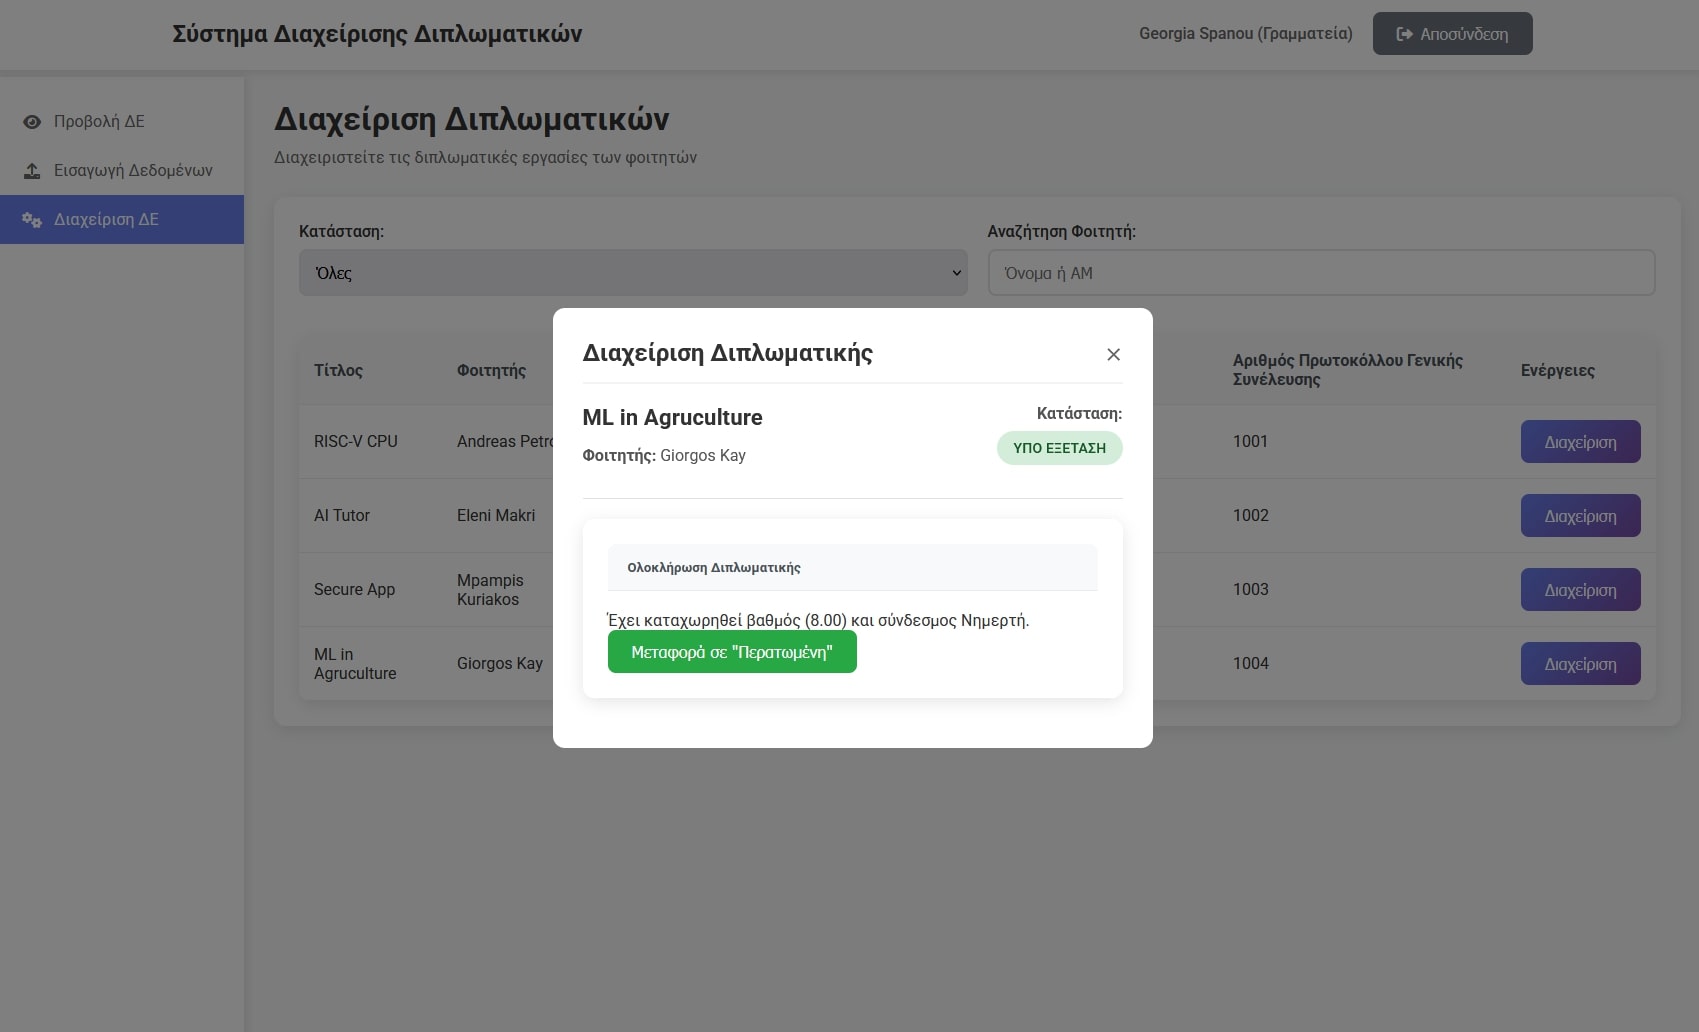 Σύστημα Διαχείρισης Διπλωματικών
Georgia Spanou (Γραμματεία)
Αποσύνδεση
Προβολή ΔΕ
Εισαγωγή Δεδομένων
Διαχείριση ΔΕ
Διαχείριση Διπλωματικών
Διαχειριστείτε τις διπλωματικές εργασίες των φοιτητών
Κατάσταση:
Όλες
Αναζήτηση Φοιτητή:
Όνομα ή ΑΜ
Τίτλος
Φοιτητής
Αριθμός Πρωτοκόλλου Γενικής
Συνέλευσης
Ενέργειες
RISC-V CPU
Andreas
1001
Διαχείριση
AI Tutor
Eleni Makri
1002
Διαχείριση
Secure App
Mpampis
Kuriakos
1003
Διαχείριση
ML in
Agruculture
Giorgos Kay
1004
Διαχείριση
Διαχείριση Διπλωματικής
ML in Agruculture
Φοιτητής: Giorgos Kay
Κατάσταση:
ΥΠΟ ΕΞΕΤΑΣΗ
Ολοκλήρωση Διπλωματικής
Έχει καταχωρηθεί βαθμός (8.00) και σύνδεσμος Νημερτή.
Μεταφορά σε "Περατωμένη"